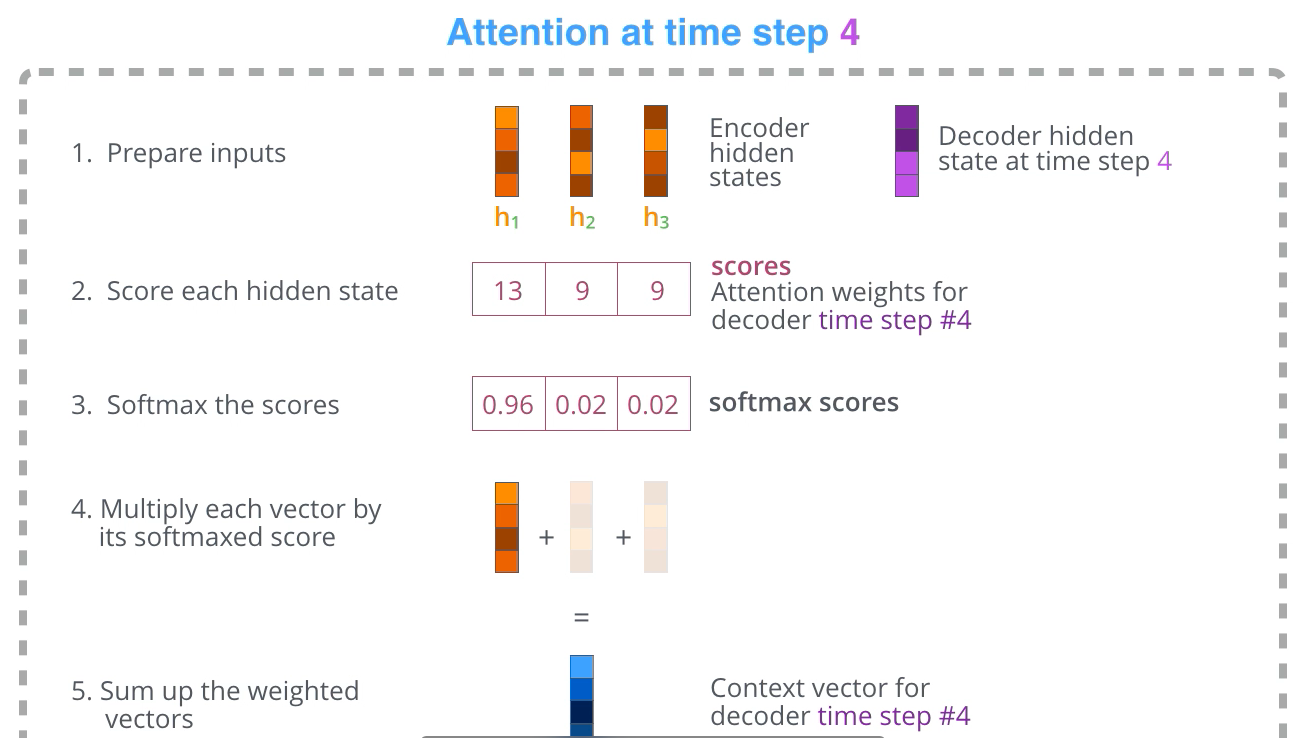 Attention at time step 4
1. Prepare inputs
h1 h2 h3
Encoder
hidden
states
Decoder hidden
state at time step 4
2. Score each hidden state
13 9 9
scores
Attention weights for
decoder time step #4
3. Softmax the scores
0.96 0.02 0.02
softmax scores
4. Multiply each vector by
its softmaxed score
+ +
=
5. Sum up the weighted
vectors
Context vector for
decoder time step #4